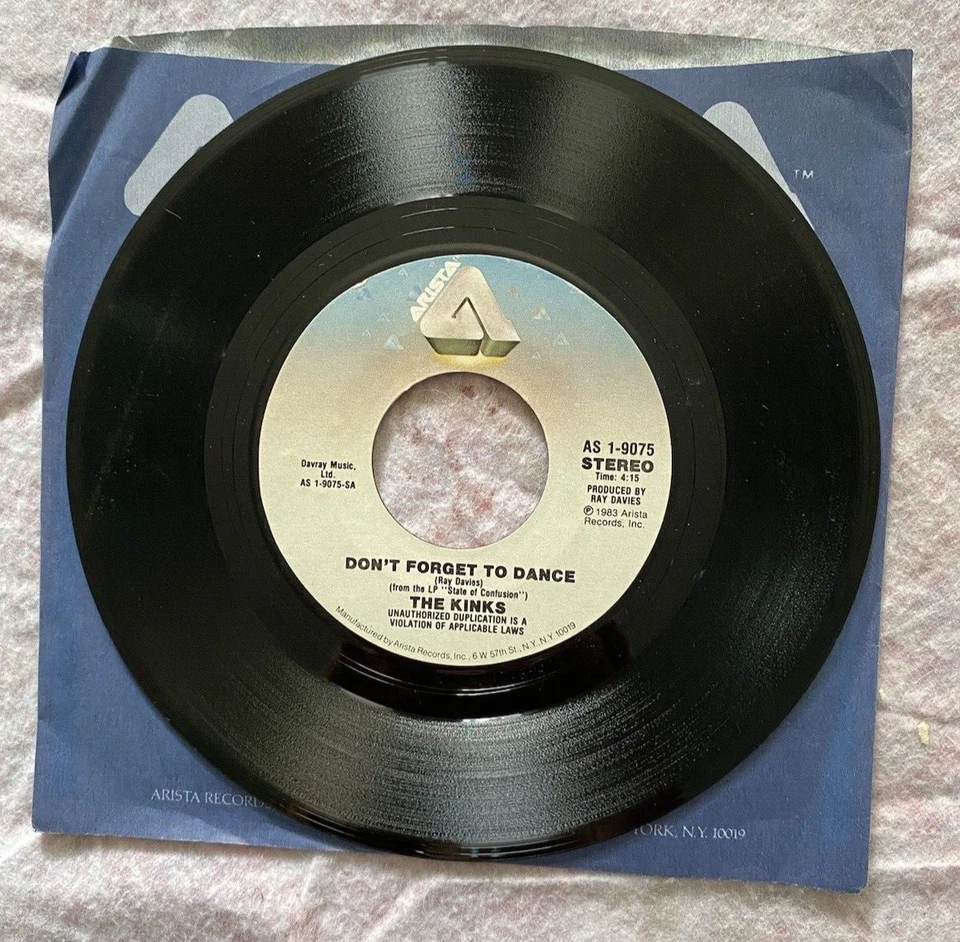 TM
ARISTA
AS 1-9075
STEREO
Time: 4:15
PRODUCED BY
RAY DAVIES
℗ 1983 Arista
Records, Inc.
Davray Music,
Ltd.
AS 1-9075-SA
DON'T FORGET TO DANCE
(Ray Davies)
(from the LP "State of Confusion")
THE KINKS
UNAUTHORIZED DUPLICATION IS A
VIOLATION OF APPLICABLE LAWS
Manufactured by Arista Records, Inc., 6 W. 57th St., N.Y., N.Y. 10019
ARISTA RECORDS
YORK, N.Y. 10019